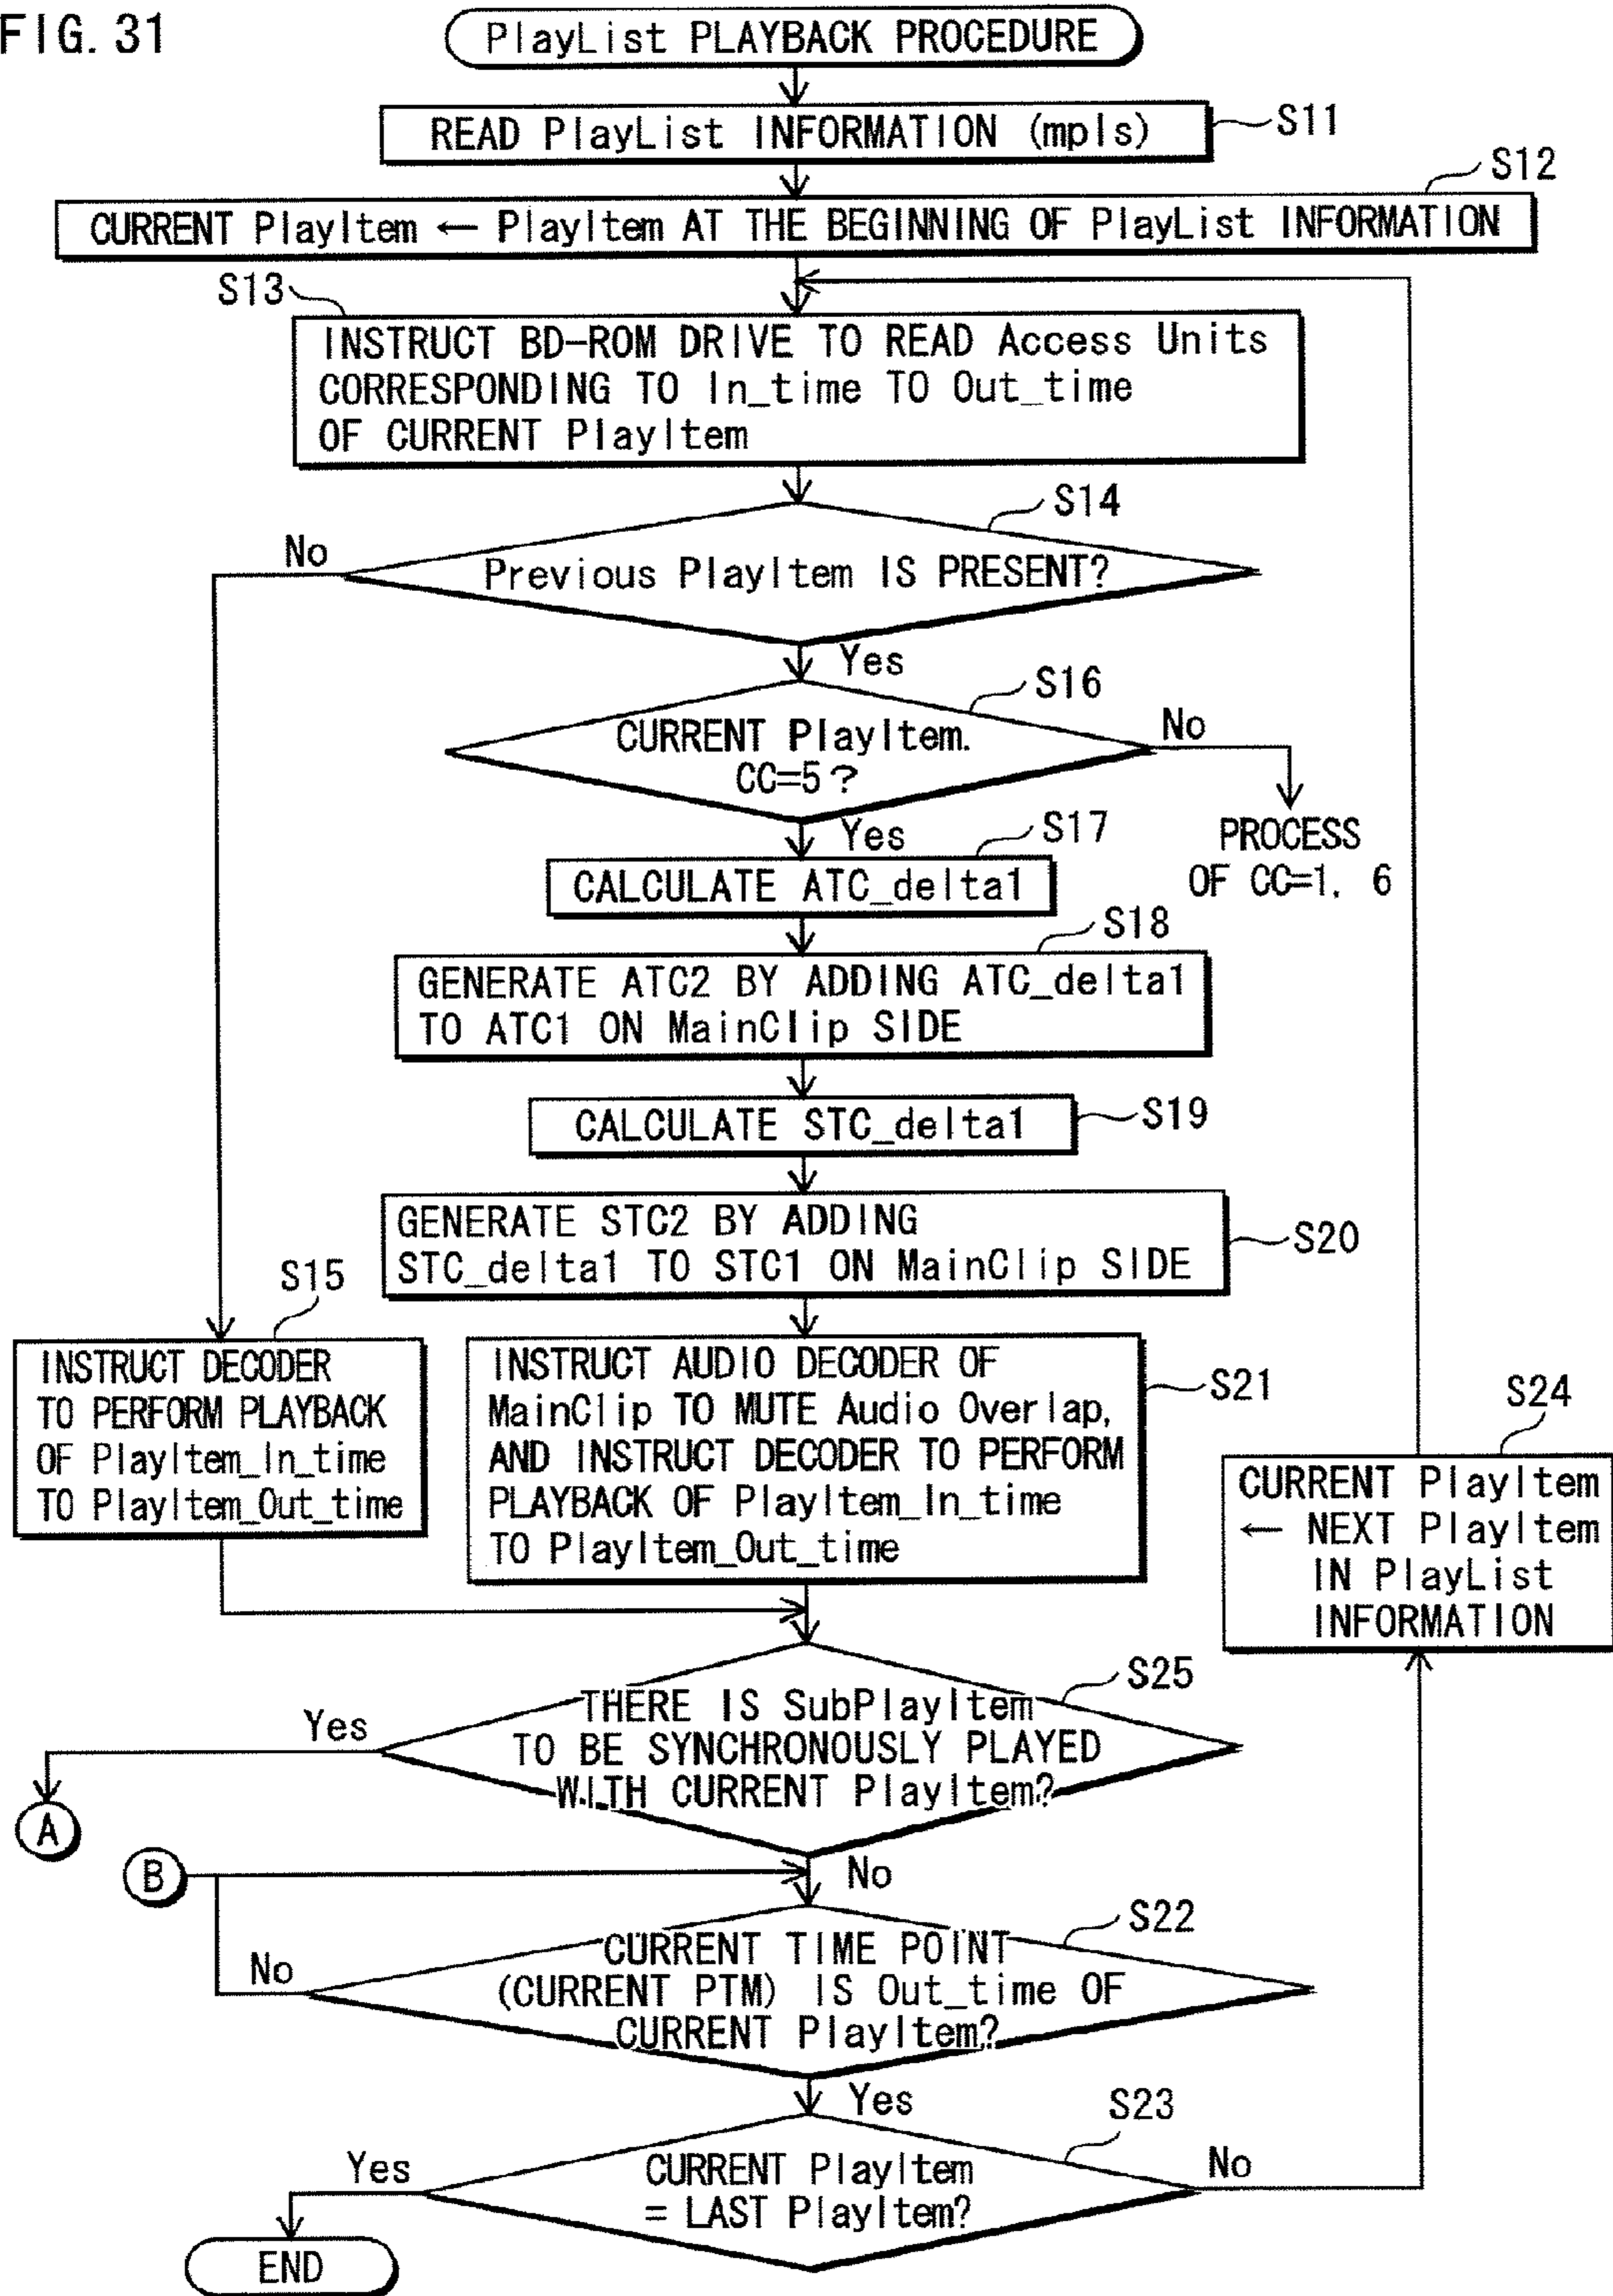 FIG. 31
PlayList PLAYBACK PROCEDURE
READ PlayList INFORMATION (mpls)
S11
S12
CURRENT PlayItem ← PlayItem AT THE BEGINNING OF PlayList INFORMATION
S13
INSTRUCT BD-ROM DRIVE TO READ Access Units
CORRESPONDING TO In_time TO Out_time
OF CURRENT PlayItem
S14
No
Previous PlayItem IS PRESENT?
Yes
S16
CURRENT PlayItem.
CC=5?
No
PROCESS
OF CC=1, 6
Yes
S17
CALCULATE ATC_delta1
S18
GENERATE ATC2 BY ADDING ATC_delta1
TO ATC1 ON MainClip SIDE
CALCULATE STC_delta1
S19
GENERATE STC2 BY ADDING
STC_delta1 TO STC1 ON MainClip SIDE
S20
S15
INSTRUCT DECODER
TO PERFORM PLAYBACK
OF PlayItem_In_time
TO PlayItem_Out_time
INSTRUCT AUDIO DECODER OF
MainClip TO MUTE Audio Overlap,
AND INSTRUCT DECODER TO PERFORM
PLAYBACK OF PlayItem_In_time
TO PlayItem_Out_time
S21
S24
CURRENT PlayItem
← NEXT PlayItem
IN PlayList
INFORMATION
S25
Yes
THERE IS SubPlayItem
TO BE SYNCHRONOUSLY PLAYED
WITH CURRENT PlayItem?
A
B
No
S22
No
CURRENT TIME POINT
(CURRENT PTM) IS Out_time OF
CURRENT PlayItem?
Yes
S23
Yes
CURRENT PlayItem
= LAST PlayItem?
No
END